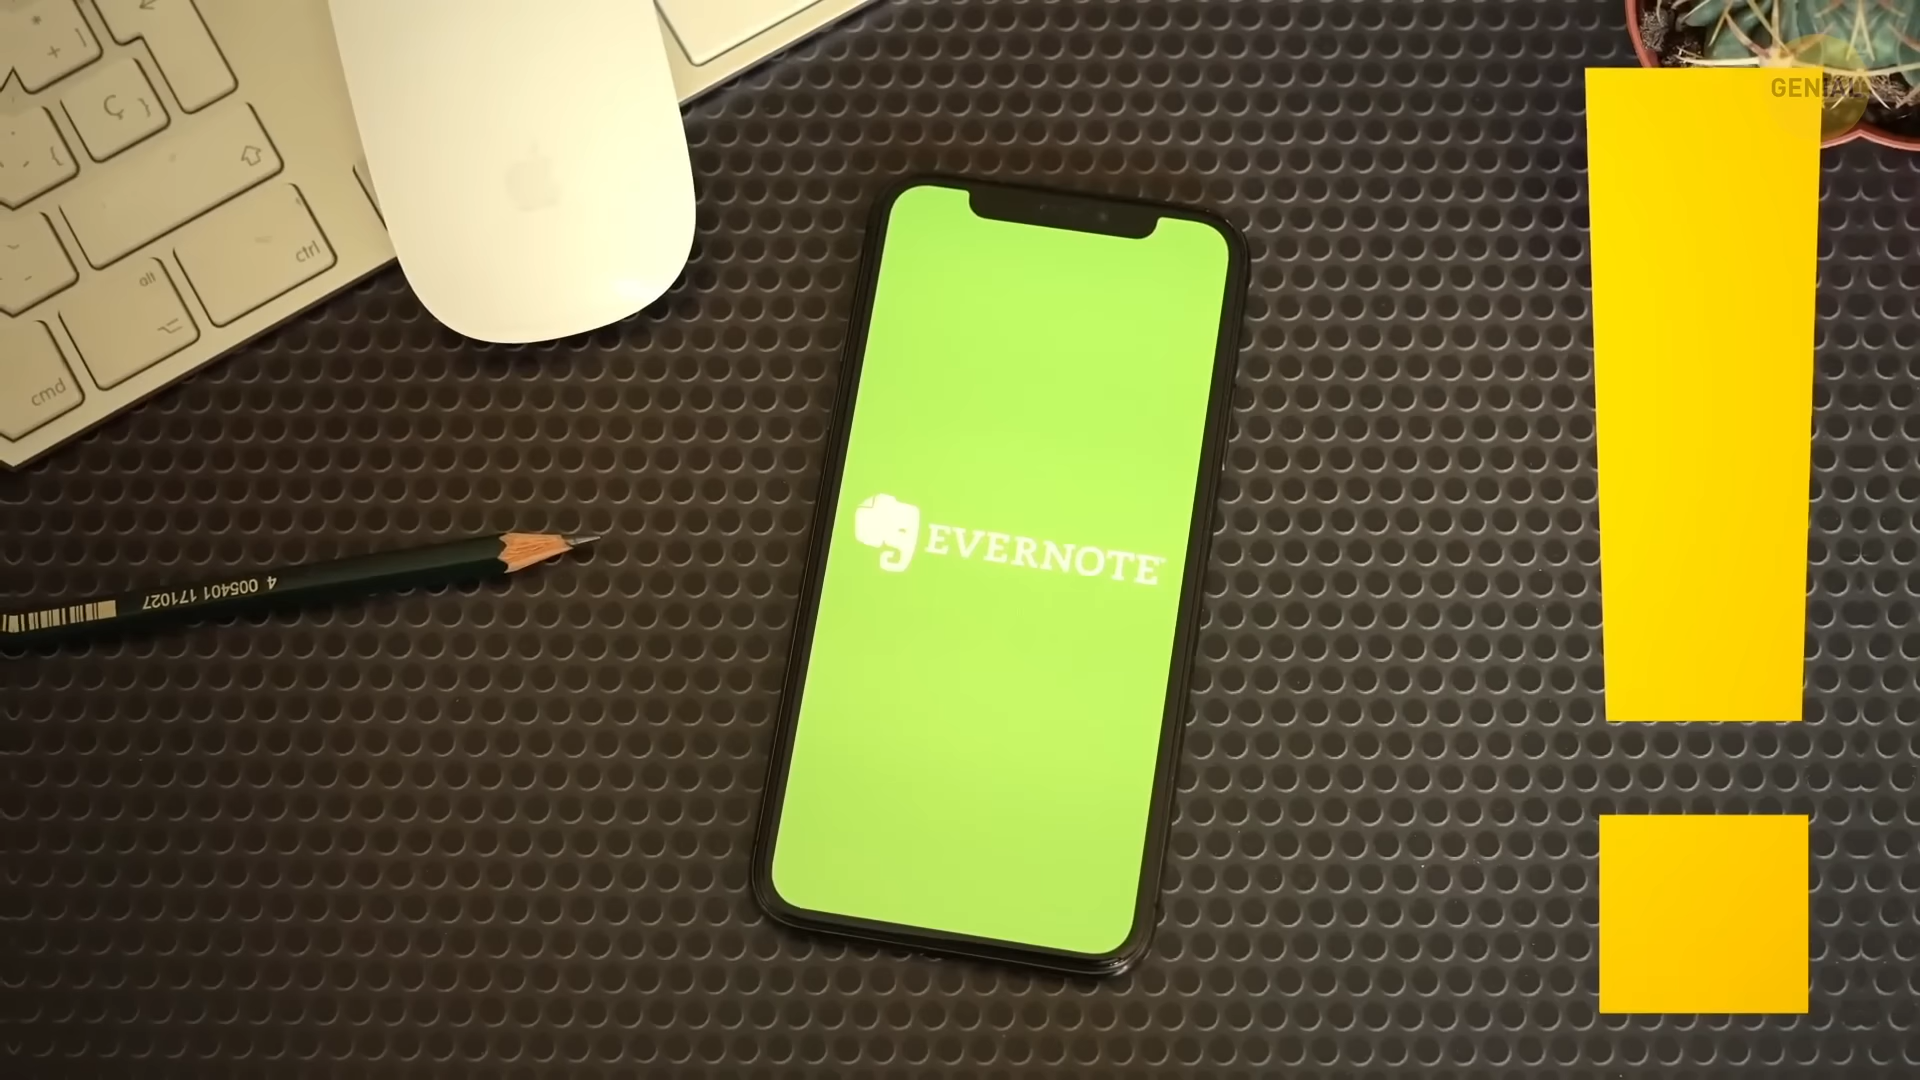 GENIAL
EVERNOTE
ctrl
alt
cmd
Ç
4 005401 171027
!